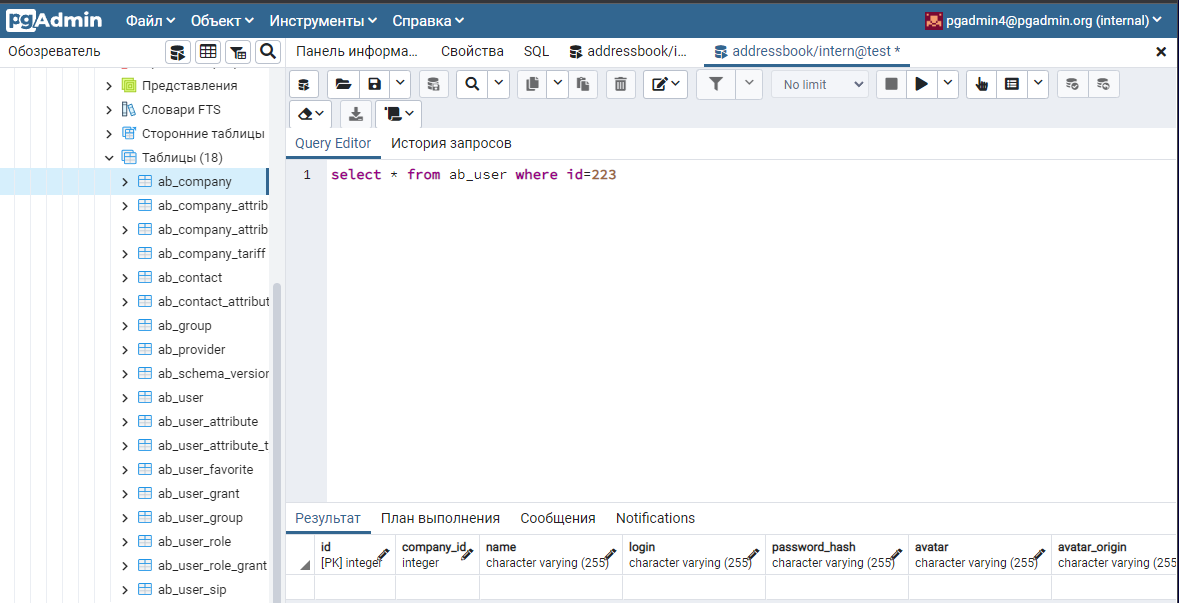 pgAdmin Файл Объект Инструменты Справка pgadmin4@pgadmin.org (internal)
Обозреватель Панель информа... Свойства SQL addressbook/i... addressbook/intern@test *
No limit
Query Editor История запросов
1 select * from ab_user where id=223
Представления
Словари FTS
Сторонние таблицы
Таблицы (18)
ab_company
ab_company_attrib
ab_company_attrib
ab_company_tariff
ab_contact
ab_contact_attribut
ab_group
ab_provider
ab_schema_version
ab_user
ab_user_attribute
ab_user_attribute_t
ab_user_favorite
ab_user_grant
ab_user_group
ab_user_role
ab_user_role_grant
ab_user_sip
Результат План выполнения Сообщения Notifications
id company_id name login password_hash avatar avatar_origin
[PK] integer integer character varying (255) character varying (255) character varying (255) character varying (255) character varying (255